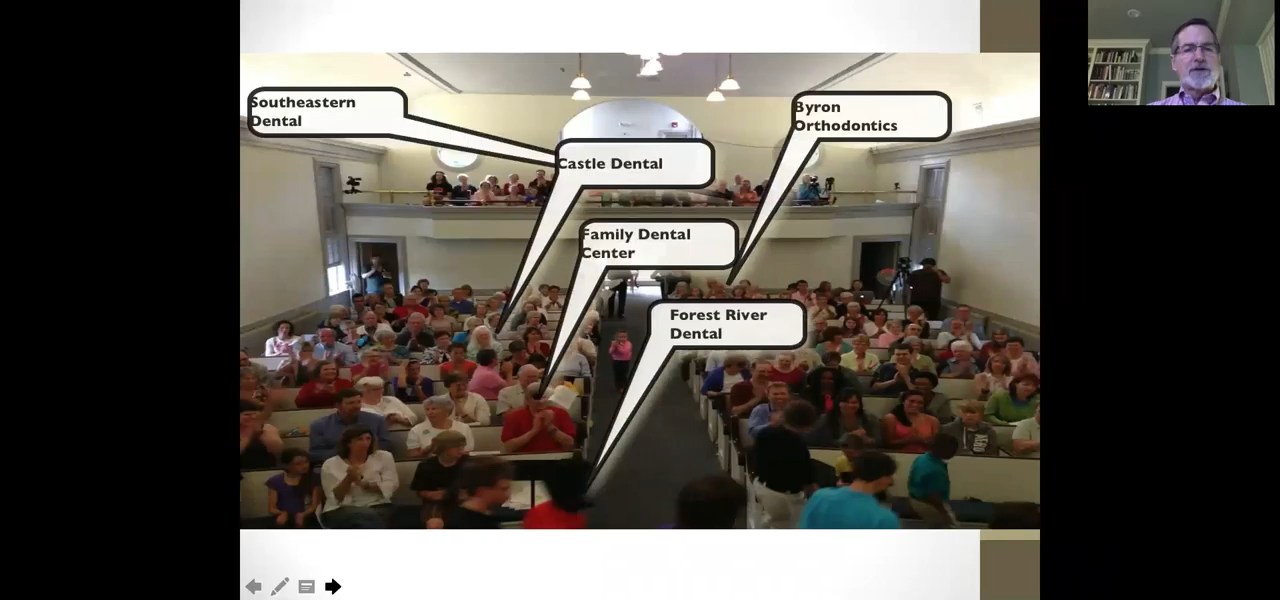 Southeastern
Dental
Byron
Orthodontics
Castle Dental
Family Dental
Center
Forest River
Dental